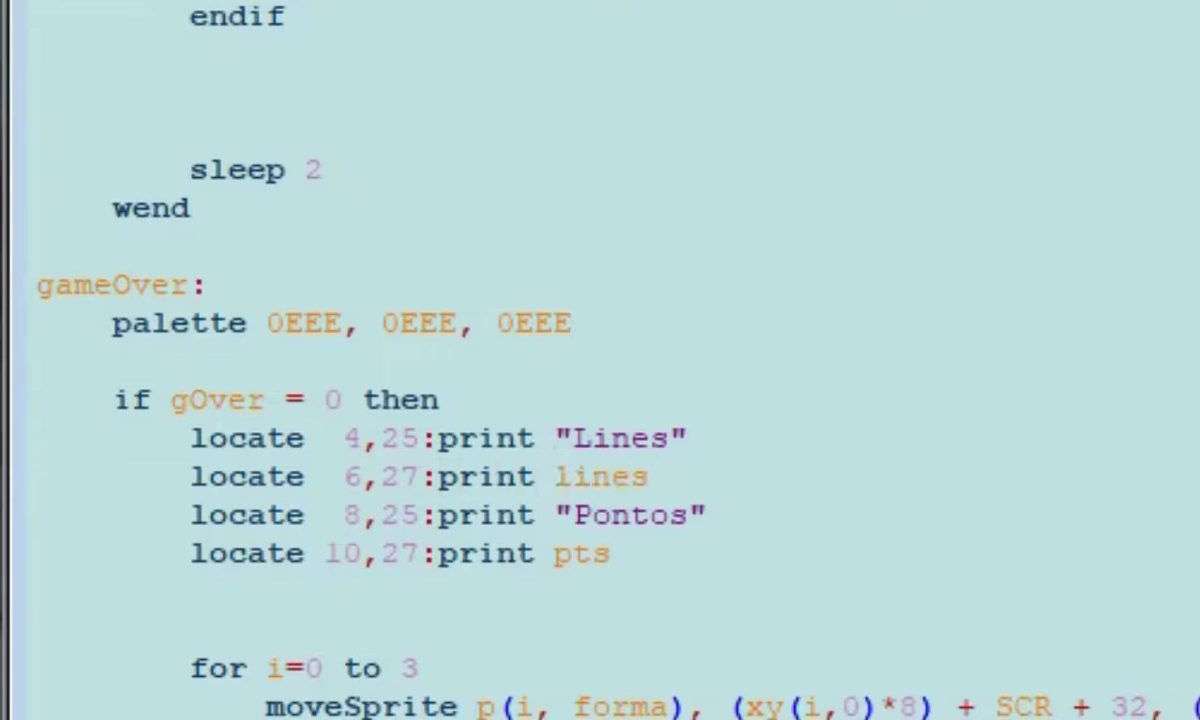 endif
sleep 2
wend
gameOver:
palette 0EEE, 0EEE, 0EEE
if gOver = 0 then
locate  4,25:print "Lines"
locate  6,27:print lines
locate  8,25:print "Pontos"
locate 10,27:print pts
for i=0 to 3
moveSprite p(i, forma), (xy(i,0)*8) + SCR + 32, (